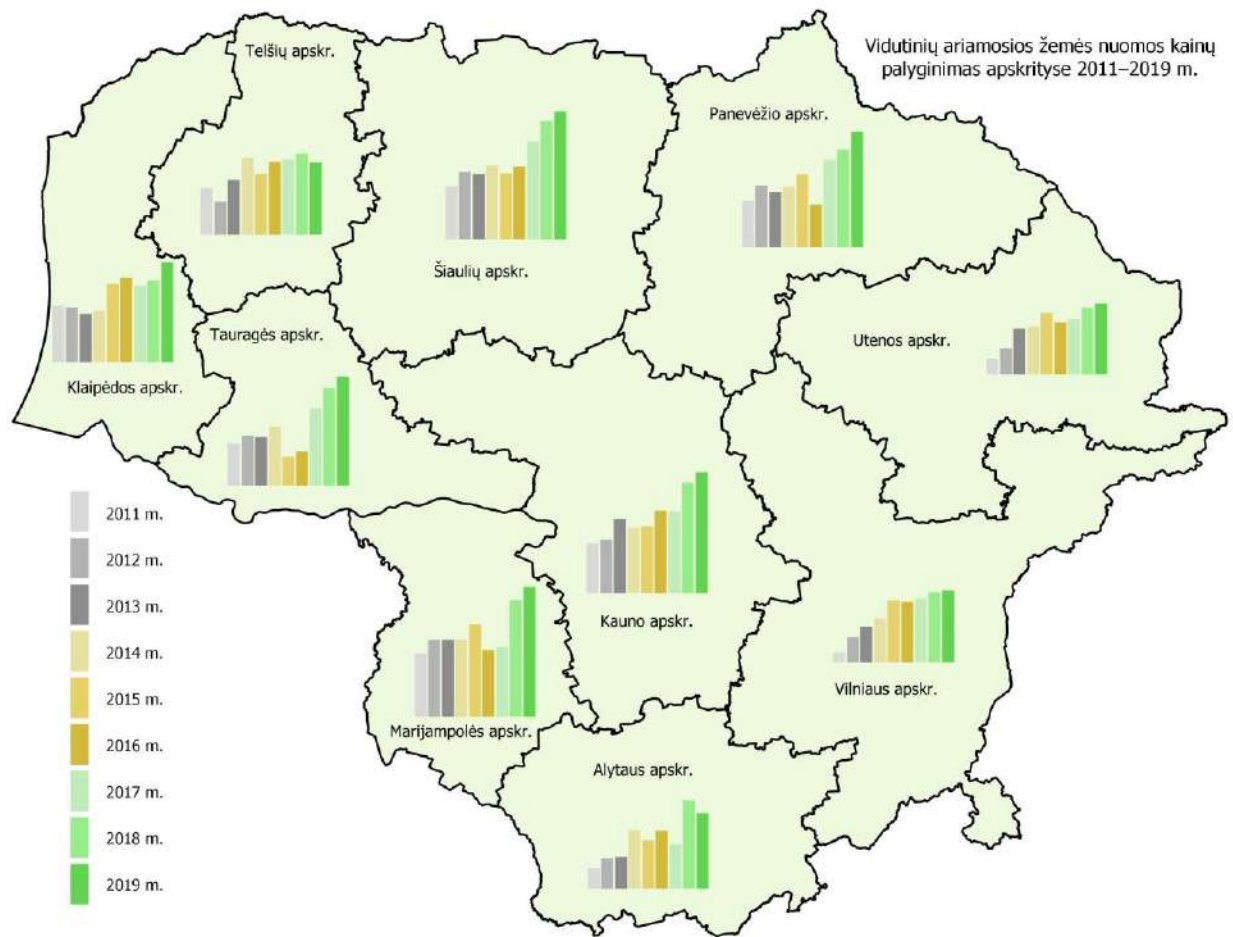 Vidutinių ariamosios žemės nuomos kainų
palyginimas apskrityse 2011–2019 m.
Telšių apskr.
Panevėžio apskr.
Šiaulių apskr.
Tauragės apskr.
Utenos apskr.
Klaipėdos apskr.
Kauno apskr.
Vilniaus apskr.
Marijampolės apskr.
Alytaus apskr.
2011 m.
2012 m.
2013 m.
2014 m.
2015 m.
2016 m.
2017 m.
2018 m.
2019 m.